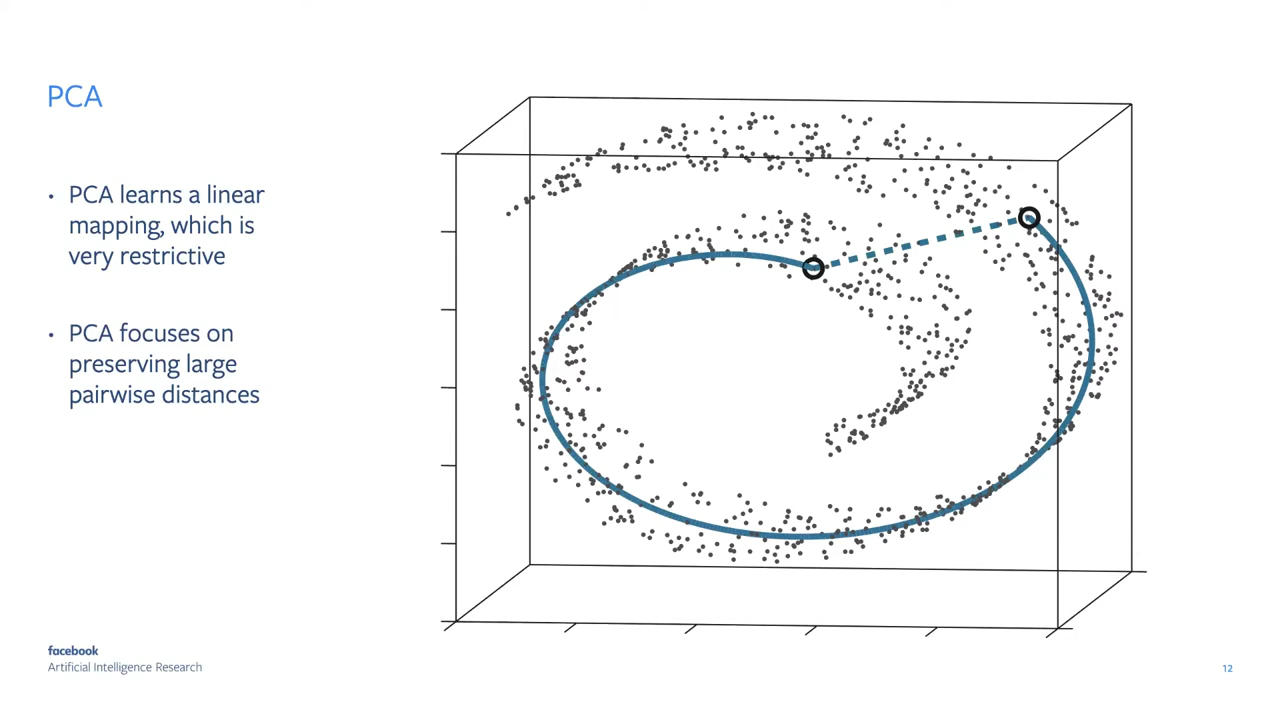 PCA
• PCA learns a linear
mapping, which is
very restrictive
• PCA focuses on
preserving large
pairwise distances
facebook
Artificial Intelligence Research
12